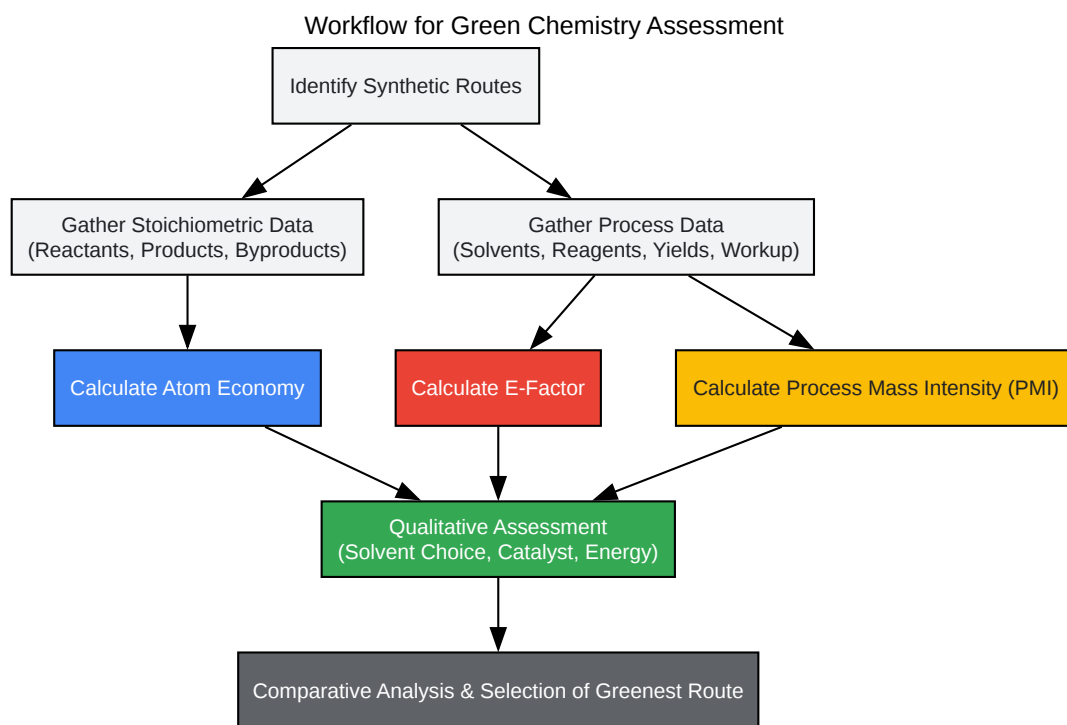 Workflow for Green Chemistry Assessment
Identify Synthetic Routes
Gather Stoichiometric Data
(Reactants, Products, Byproducts)
Gather Process Data
(Solvents, Reagents, Yields, Workup)
Calculate Atom Economy
Calculate E-Factor
Calculate Process Mass Intensity (PMI)
Qualitative Assessment
(Solvent Choice, Catalyst, Energy)
Comparative Analysis & Selection of Greenest Route